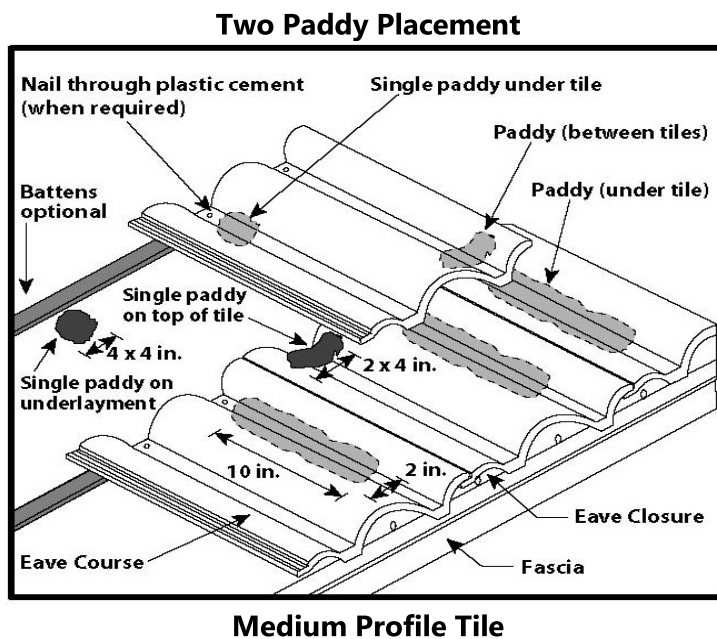 Two Paddy Placement
Nail through plastic cement
(when required)
Single paddy under tile
Paddy (between tiles)
Paddy (under tile)
Battens
optional
Single paddy
on top of tile
4 x 4 in.
2 x 4 in.
Single paddy on
underlayment
10 in.
2 in.
Eave Closure
Eave Course
Fascia
Medium Profile Tile